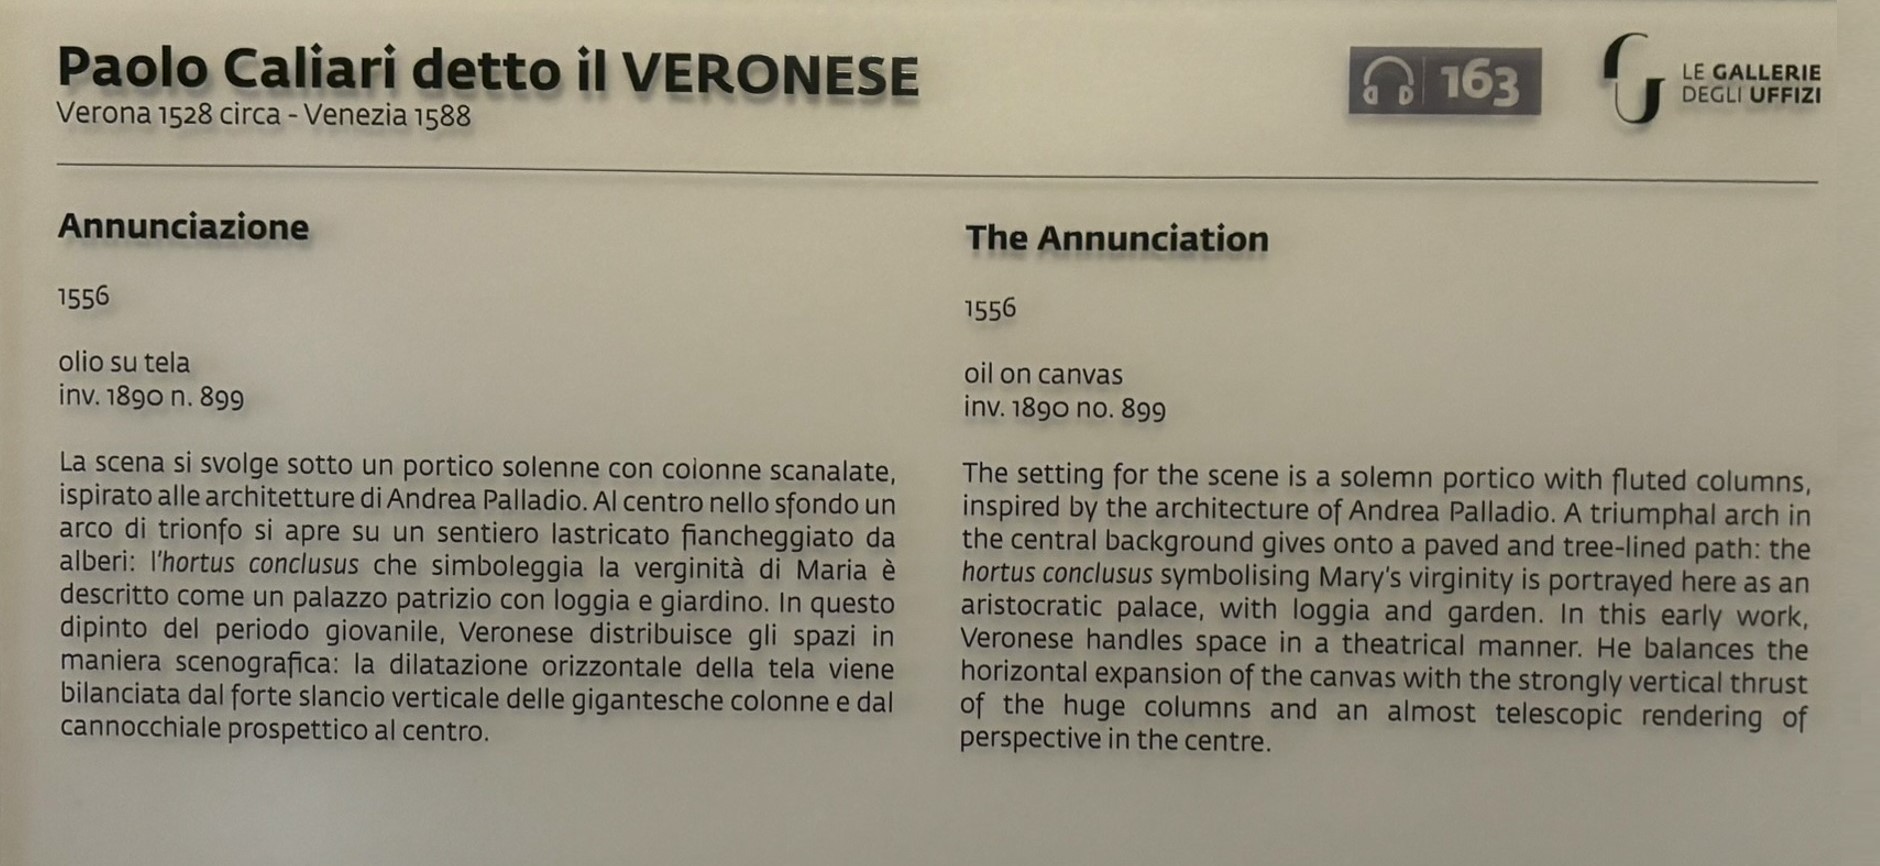 Paolo Caliari detto il VERONESE
Verona 1528 circa - Venezia 1588
163
LE GALLERIE
DEGLI UFFIZI
Annunciazione
1556
olio su tela
inv. 1890 n. 899
La scena si svolge sotto un portico solenne con colonne scanalate,
ispirato alle architetture di Andrea Palladio. Al centro nello sfondo un
arco di trionfo si apre su un sentiero lastricato fiancheggiato da
alberi: l'hortus conclusus che simboleggia la verginità di Maria è
descritto come un palazzo patrizio con loggia e giardino. In questo
dipinto del periodo giovanile, Veronese distribuisce gli spazi in
maniera scenografica: la dilatazione orizzontale della tela viene
bilanciata dal forte slancio verticale delle gigantesche colonne e dal
cannocchiale prospettico al centro.
The Annunciation
1556
oil on canvas
inv. 1890 no. 899
The setting for the scene is a solemn portico with fluted columns,
inspired by the architecture of Andrea Palladio. A triumphal arch in
the central background gives onto a paved and tree-lined path: the
hortus conclusus symbolising Mary's virginity is portrayed here as an
aristocratic palace, with loggia and garden. In this early work,
Veronese handles space in a theatrical manner. He balances the
horizontal expansion of the canvas with the strongly vertical thrust
of the huge columns and an almost telescopic rendering of
perspective in the centre.